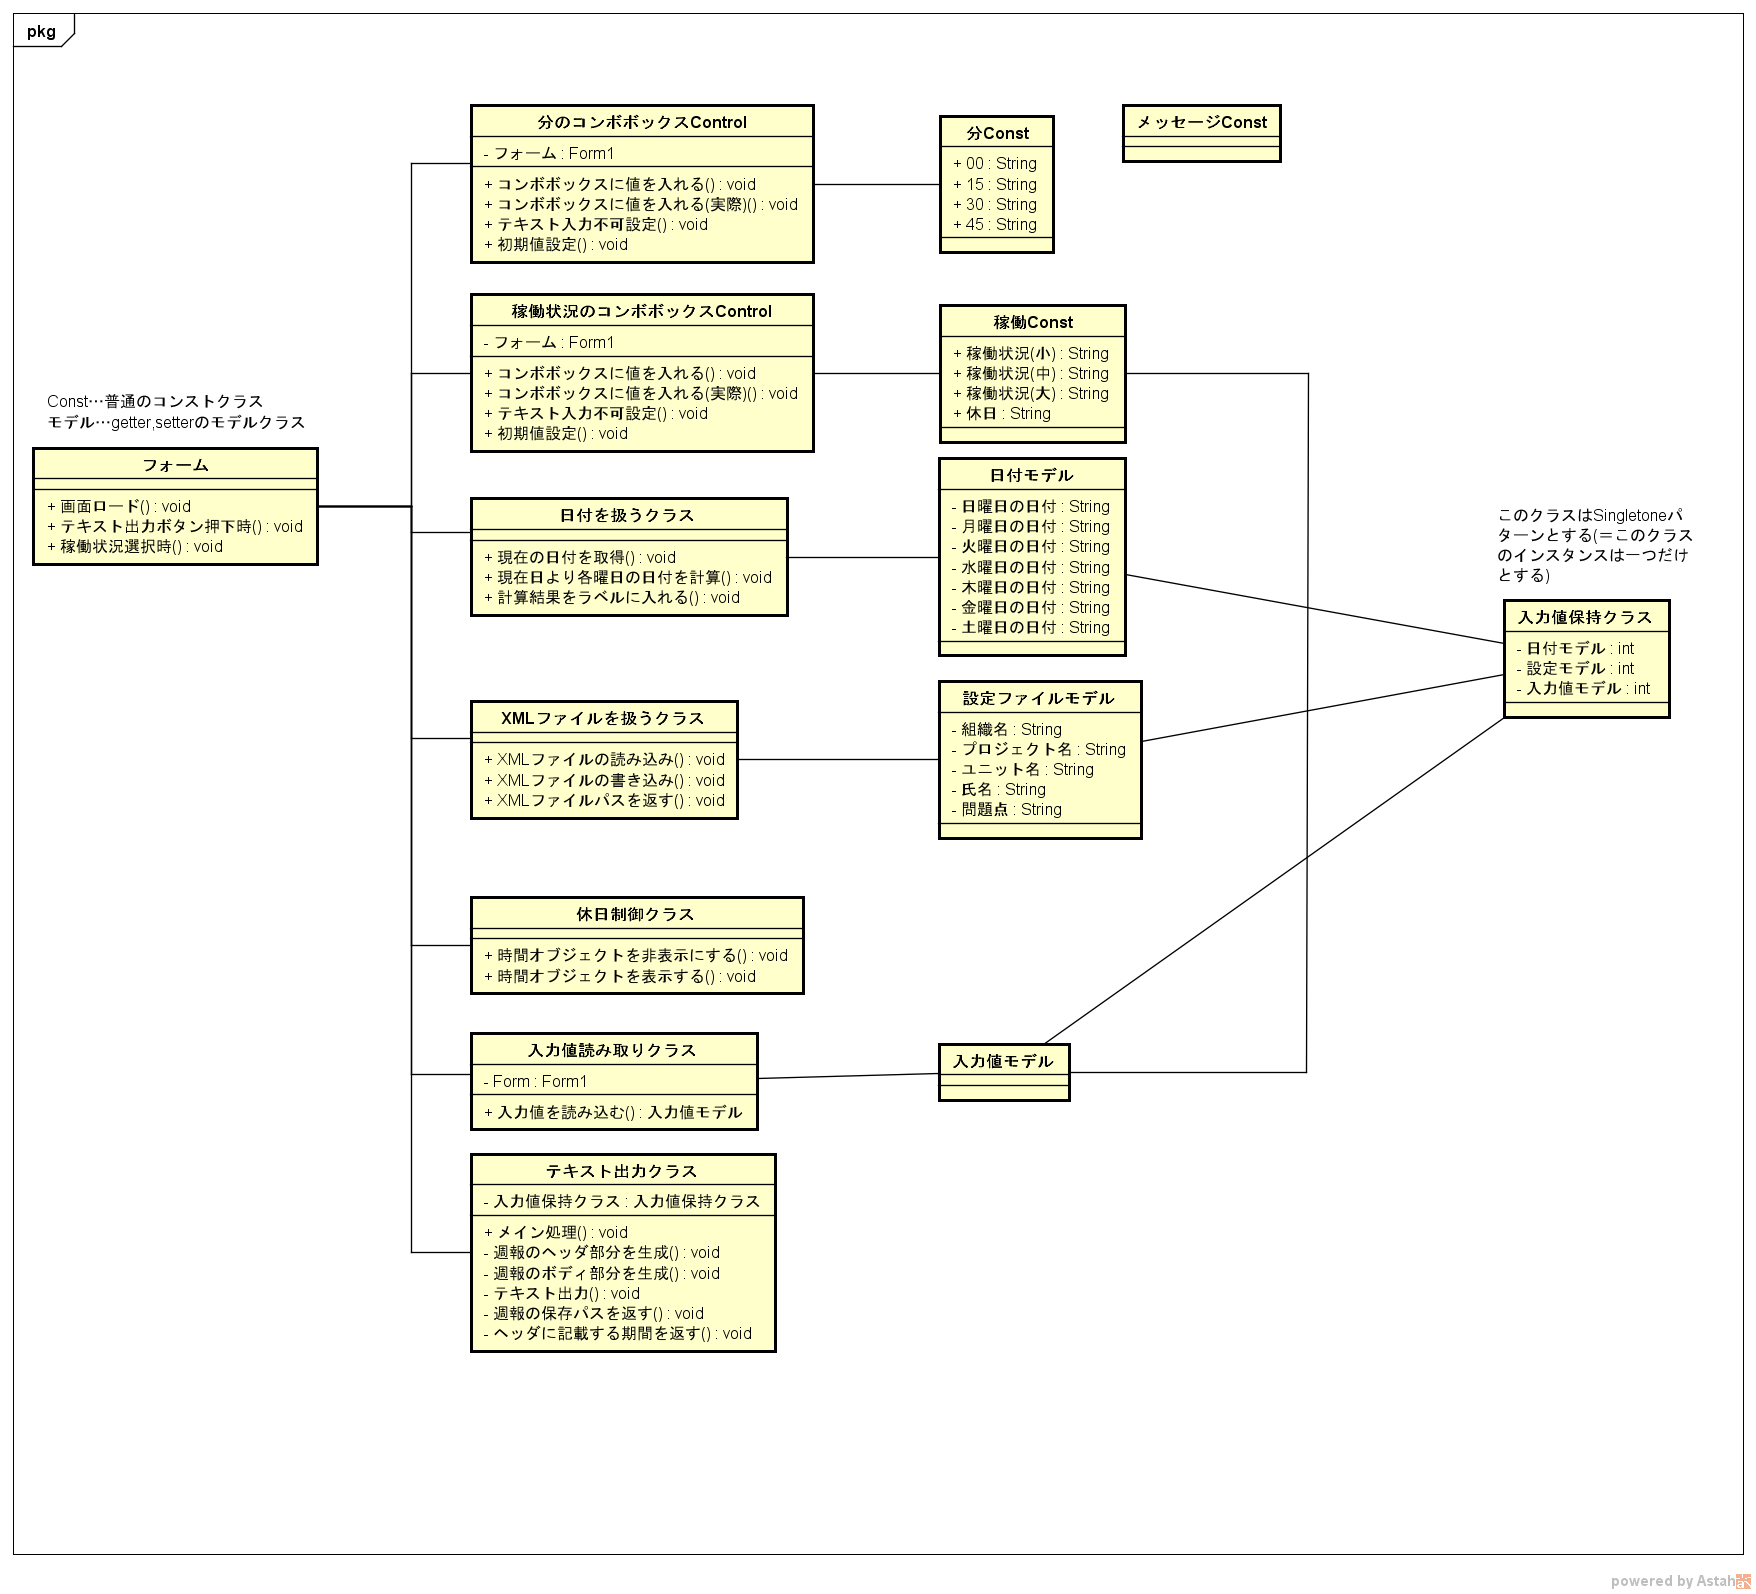 pkg
分のコンボボックスControl
- フォーム : Form1
+ コンボボックスに値を入れる() : void
+ コンボボックスに値を入れる(実際)() : void
+ テキスト入力不可設定() : void
+ 初期値設定() : void
分Const
+ 00 : String
+ 15 : String
+ 30 : String
+ 45 : String
メッセージConst
稼働状況のコンボボックスControl
- フォーム : Form1
+ コンボボックスに値を入れる() : void
+ コンボボックスに値を入れる(実際)() : void
+ テキスト入力不可設定() : void
+ 初期値設定() : void
稼働Const
+ 稼働状況(小) : String
+ 稼働状況(中) : String
+ 稼働状況(大) : String
+ 休日 : String
Const…普通のコンストクラス
モデル…getter,setterのモデルクラス
フォーム
+ 画面ロード() : void
+ テキスト出力ボタン押下時() : void
+ 稼働状況選択時() : void
日付を扱うクラス
+ 現在の日付を取得() : void
+ 現在日より各曜日の日付を計算() : void
+ 計算結果をラベルに入れる() : void
日付モデル
- 日曜日の日付 : String
- 月曜日の日付 : String
- 火曜日の日付 : String
- 水曜日の日付 : String
- 木曜日の日付 : String
- 金曜日の日付 : String
- 土曜日の日付 : String
このクラスはSingletoneパ
ターンとする(＝このクラス
のインスタンスは一つだけ
とする)
入力値保持クラス
- 日付モデル : int
- 設定モデル : int
- 入力値モデル : int
XMLファイルを扱うクラス
+ XMLファイルの読み込み() : void
+ XMLファイルの書き込み() : void
+ XMLファイルパスを返す() : void
設定ファイルモデル
- 組織名 : String
- プロジェクト名 : String
- ユニット名 : String
- 氏名 : String
- 問題点 : String
休日制御クラス
+ 時間オブジェクトを非表示にする() : void
+ 時間オブジェクトを表示する() : void
入力値読み取りクラス
- Form : Form1
+ 入力値を読み込む() : 入力値モデル
入力値モデル
テキスト出力クラス
- 入力値保持クラス : 入力値保持クラス
+ メイン処理() : void
- 週報のヘッダ部分を生成() : void
- 週報のボディ部分を生成() : void
- テキスト出力() : void
- 週報の保存パスを返す() : void
- ヘッダに記載する期間を返す() : void
powered by Astah